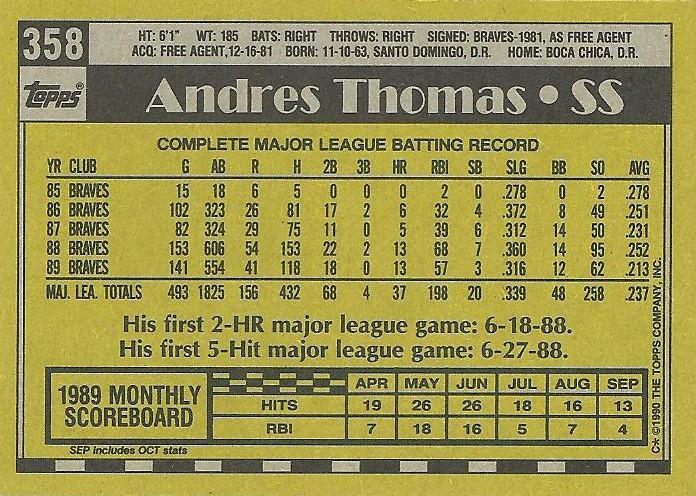 358
HT: 6'1" WT: 185 BATS: RIGHT THROWS: RIGHT SIGNED: BRAVES-1981, AS FREE AGENT
ACQ: FREE AGENT,12-16-81 BORN: 11-10-63, SANTO DOMINGO, D.R. HOME: BOCA CHICA, D.R.
topps®
Andres Thomas • SS
COMPLETE MAJOR LEAGUE BATTING RECORD
YR CLUB G AB R H 2B 3B HR RBI SB SLG BB SO AVG
85 BRAVES 15 18 6 5 0 0 0 2 0 .278 0 2 .278
86 BRAVES 102 323 26 81 17 2 6 32 4 .372 8 49 .251
87 BRAVES 82 324 29 75 11 0 5 39 6 .312 14 50 .231
88 BRAVES 153 606 54 153 22 2 13 68 7 .360 14 95 .252
89 BRAVES 141 554 41 118 18 0 13 57 3 .316 12 62 .213
MAJ. LEA. TOTALS 493 1825 156 432 68 4 37 198 20 .339 48 258 .237
His first 2-HR major league game: 6-18-88.
His first 5-Hit major league game: 6-27-88.
1989 MONTHLY
SCOREBOARD
APR MAY JUN JUL AUG SEP
HITS 19 26 26 18 16 13
RBI 7 18 16 5 7 4
SEP includes OCT stats
C* ©1990 THE TOPPS COMPANY, INC.